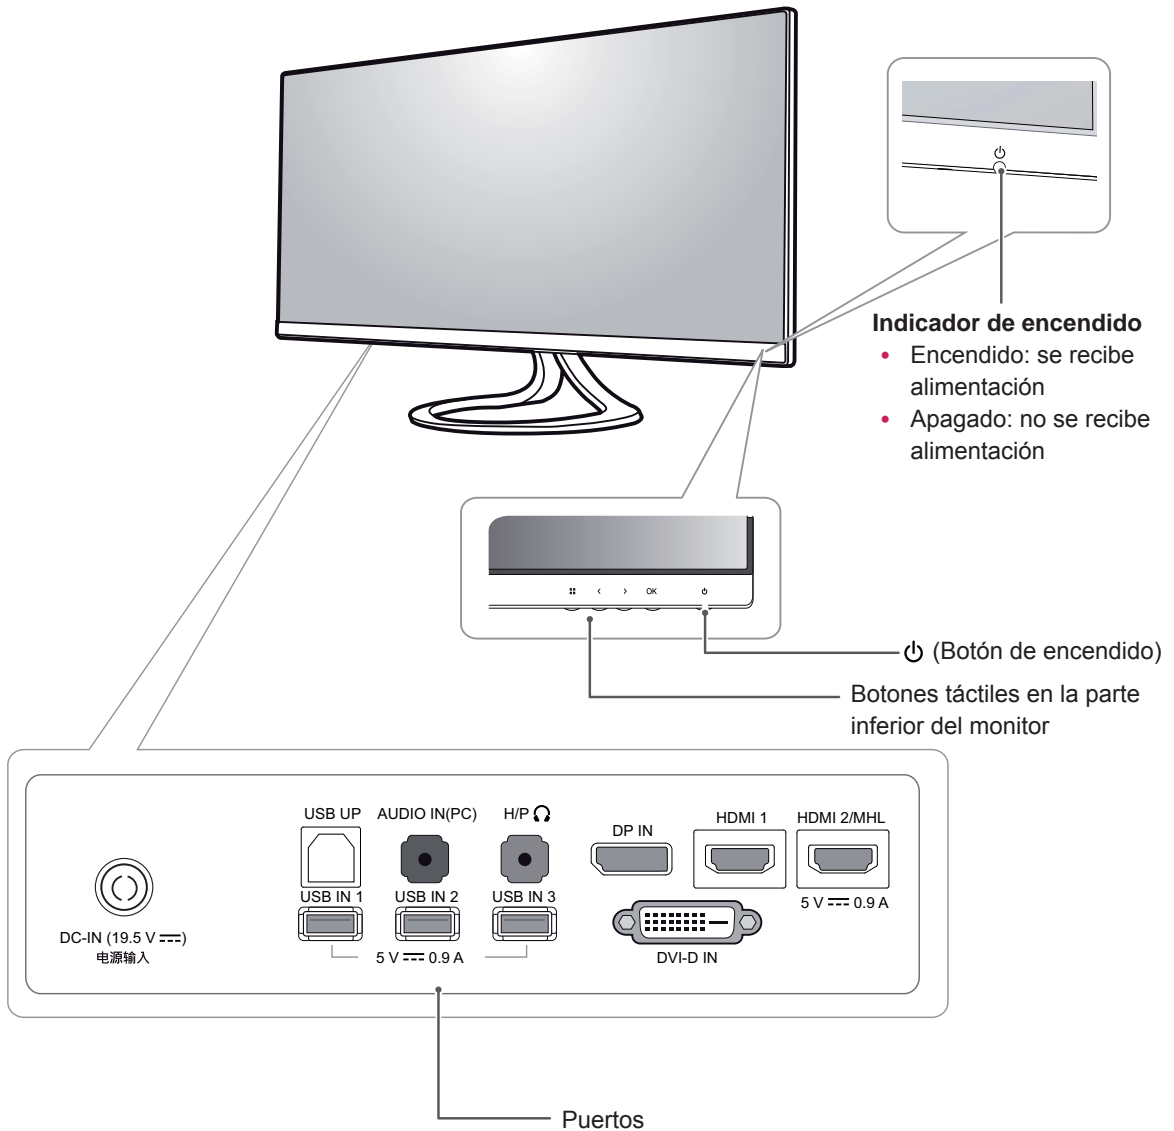 Indicador de encendido
• Encendido: se recibe
alimentación
• Apagado: no se recibe
alimentación
OK
(Botón de encendido)
Botones táctiles en la parte
inferior del monitor
USB UP AUDIO IN(PC) H/P
DP IN
HDMI 1 HDMI 2/MHL
USB IN 1 USB IN 2 USB IN 3
5 V 0.9 A
DC-IN (19.5 V)
电源输入
5 V 0.9 A
DVI-D IN
Puertos